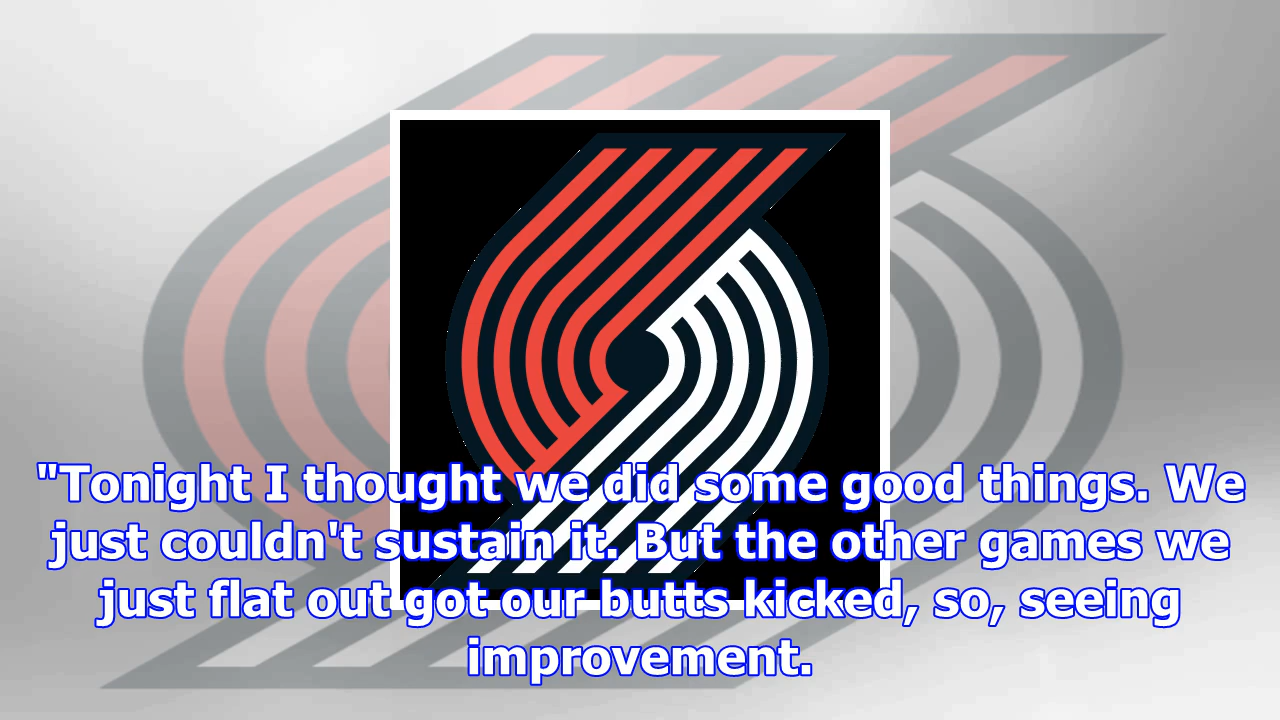 "Tonight I thought we did some good things. We
just couldn't sustain it. But the other games we
just flat out got our butts kicked, so, seeing
improvement.